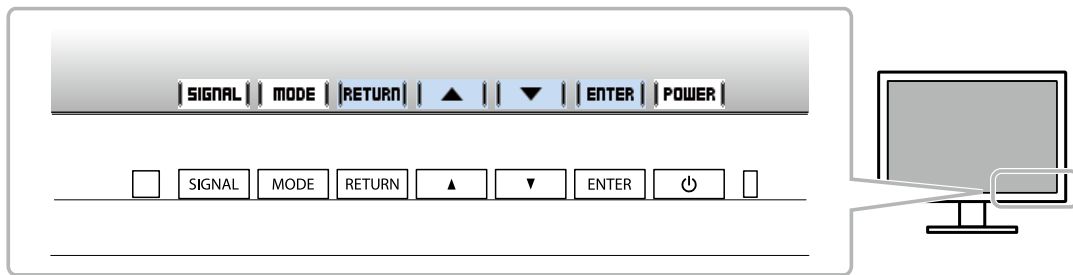 SIGNAL MODE RETURN ▲ ▼ ENTER POWER
SIGNAL MODE RETURN ▲ ▼ ENTER ⏻